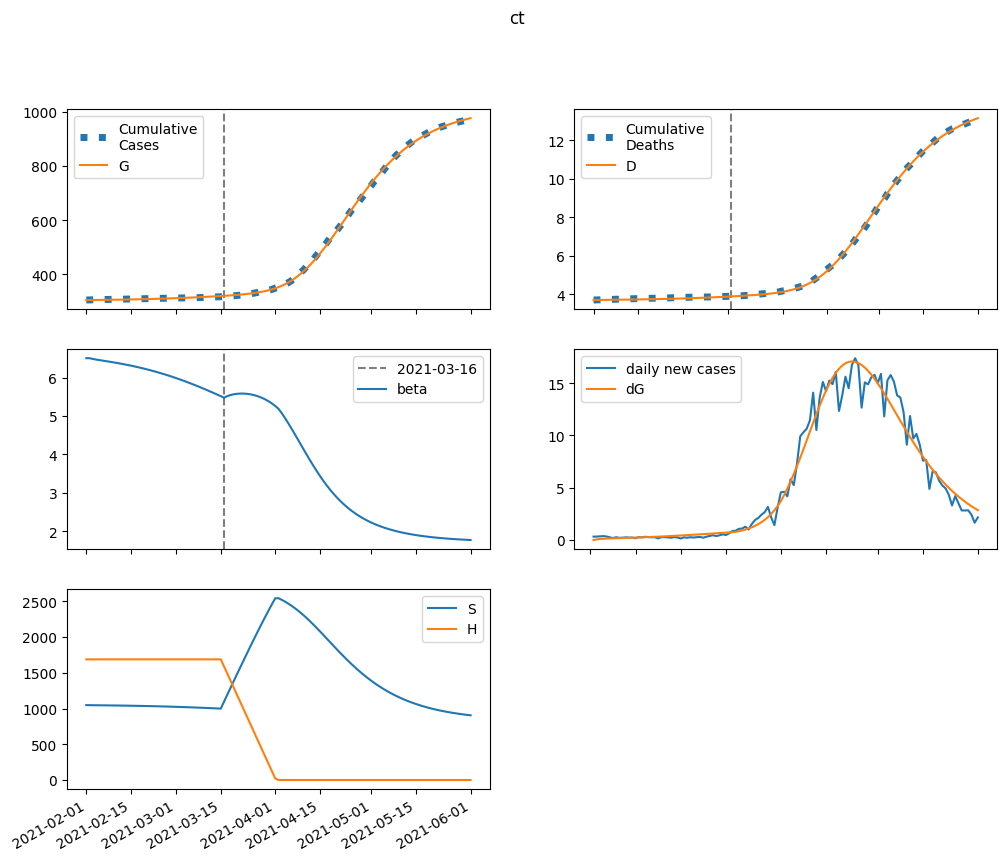 ct
1000
800
600
400
Cumulative
Cases
G
12
10
8
6
4
Cumulative
Deaths
D
6
5
4
3
2
2021-03-16
beta
15
10
5
0
daily new cases
dG
2500
2000
1500
1000
500
0
S
H
2021-02-01
2021-02-15
2021-03-01
2021-03-15
2021-04-01
2021-04-15
2021-05-01
2021-05-15
2021-06-01